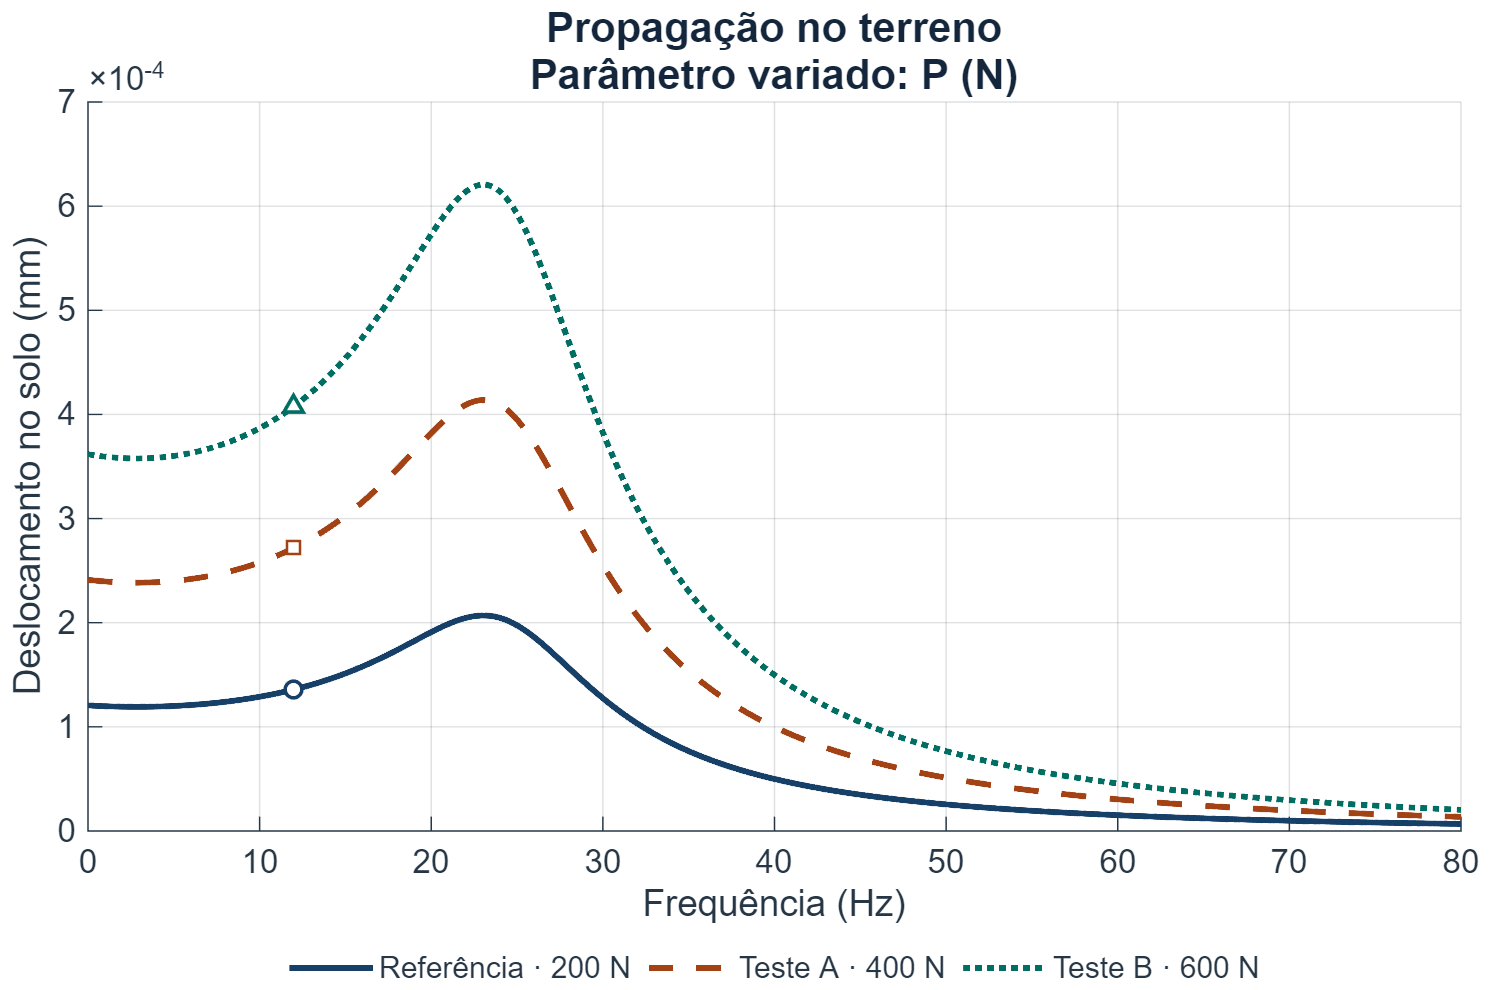 Propagação no terreno
Parâmetro variado: P (N)
×10-4
7
6
5
4
3
2
1
0
Deslocamento no solo (mm)
0 10 20 30 40 50 60 70 80
Frequência (Hz)
Referência · 200 N Teste A · 400 N Teste B · 600 N